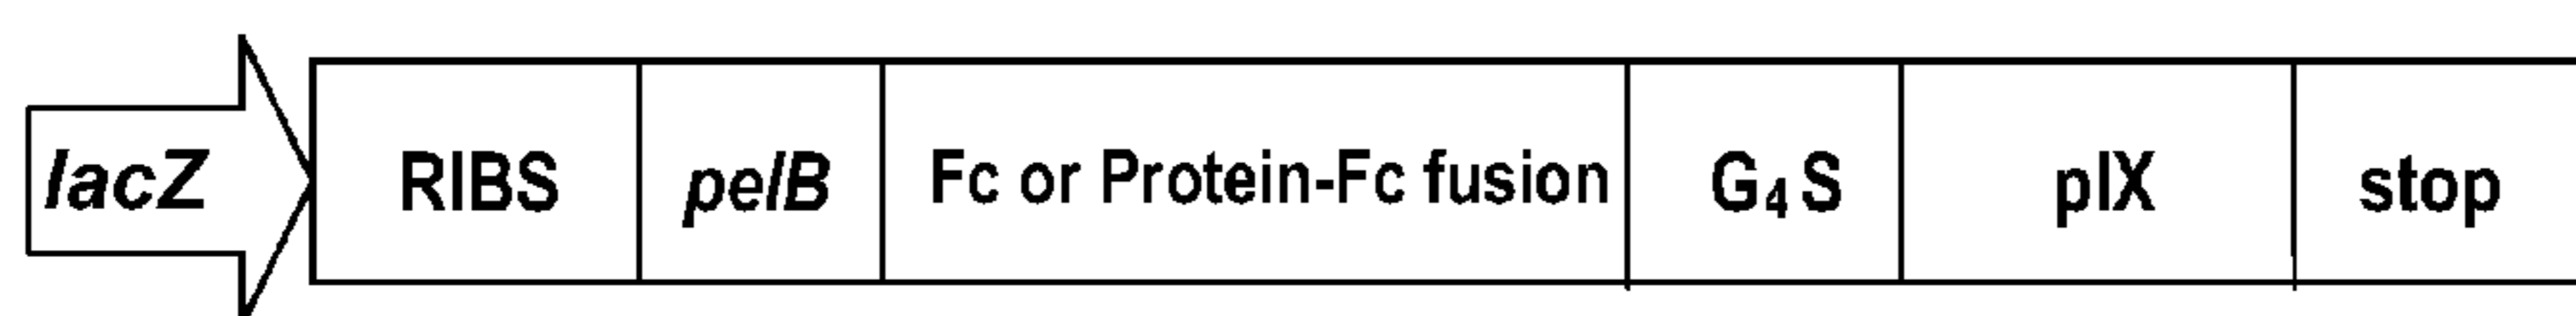 lacZ RIBS pelB Fc or Protein-Fc fusion G₄S pIX stop